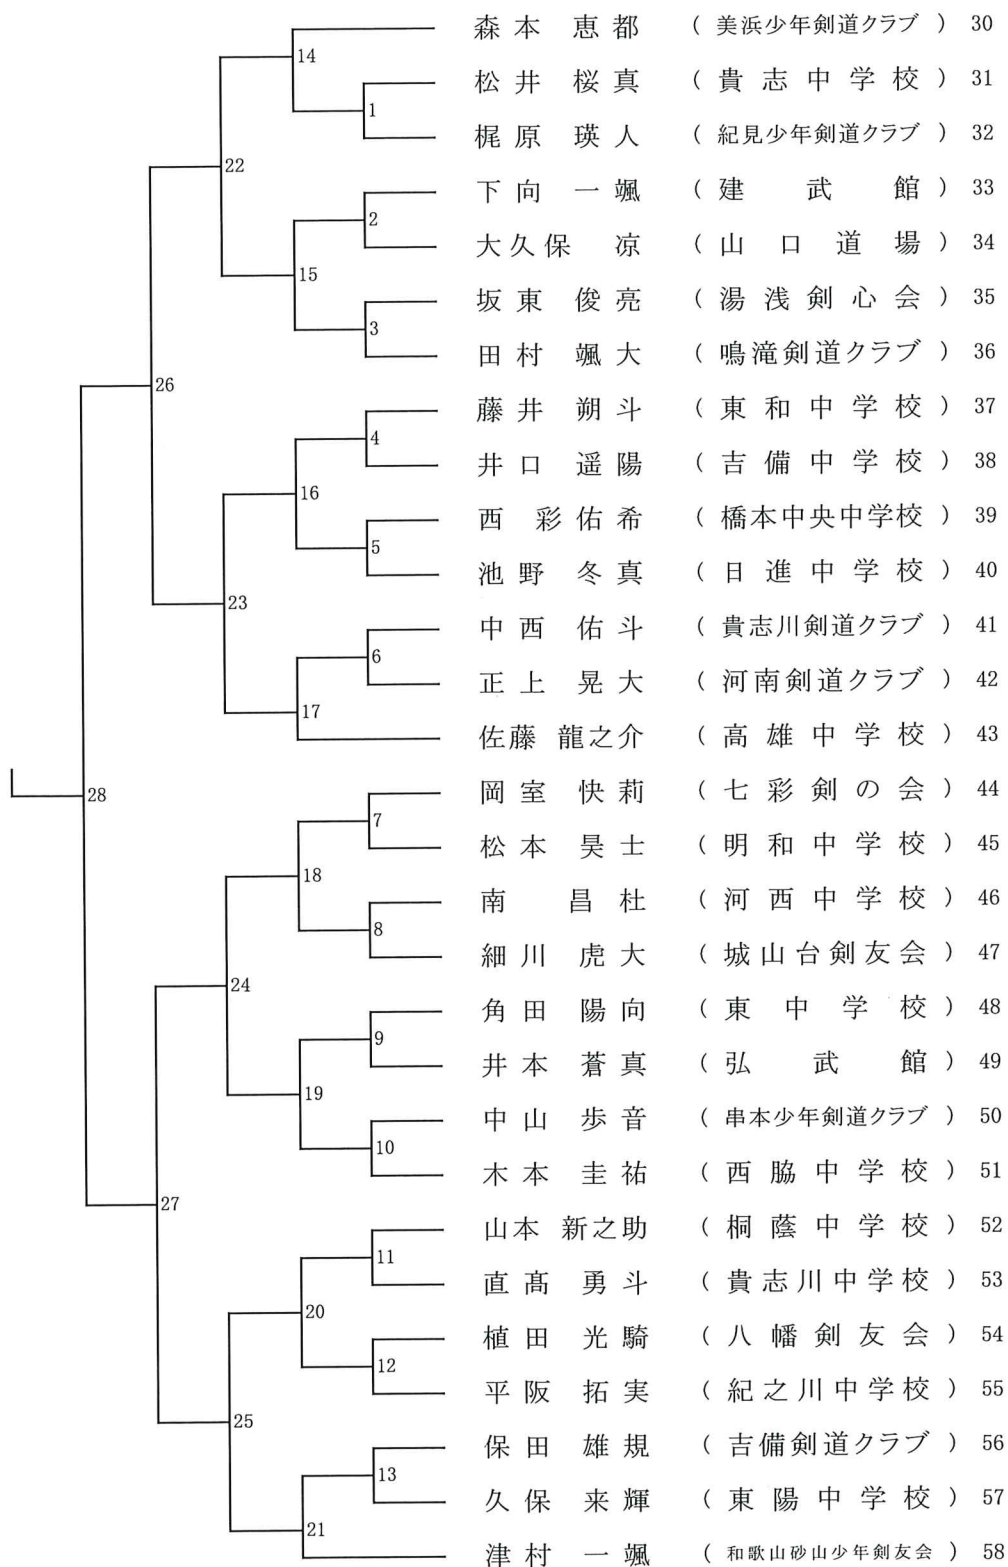 森本 恵都 （ 美浜少年剣道クラブ ） 30
14
松井 桜真 （ 貴志中学校 ） 31
1
梶原 瑛人 （ 紀見少年剣道クラブ ） 32
22
下向 一颯 （ 建武館 ） 33
2
大久保 凉 （ 山口道場 ） 34
15
坂東 俊亮 （ 湯浅剣心会 ） 35
3
田村 颯大 （ 鳴滝剣道クラブ ） 36
26
藤井 朔斗 （ 東和中学校 ） 37
4
井口 遥陽 （ 吉備中学校 ） 38
16
西 彩佑希 （ 橋本中央中学校 ） 39
5
池野 冬真 （ 日進中学校 ） 40
23
中西 佑斗 （ 貴志川剣道クラブ ） 41
6
正上 晃大 （ 河南剣道クラブ ） 42
17
佐藤 龍之介 （ 高雄中学校 ） 43
28
岡室 快莉 （ 七彩剣の会 ） 44
7
松本 昊士 （ 明和中学校 ） 45
18
南 昌杜 （ 河西中学校 ） 46
8
細川 虎大 （ 城山台剣友会 ） 47
24
角田 陽向 （ 東中学校 ） 48
9
井本 蒼真 （ 弘武館 ） 49
19
中山 歩音 （ 串本少年剣道クラブ ） 50
10
木本 圭祐 （ 西脇中学校 ） 51
27
山本 新之助 （ 桐蔭中学校 ） 52
11
直髙 勇斗 （ 貴志川中学校 ） 53
20
植田 光騎 （ 八幡剣友会 ） 54
12
平阪 拓実 （ 紀之川中学校 ） 55
25
保田 雄規 （ 吉備剣道クラブ ） 56
13
久保 来輝 （ 東陽中学校 ） 57
21
津村 一颯 （ 和歌山砂山少年剣友会 ） 58